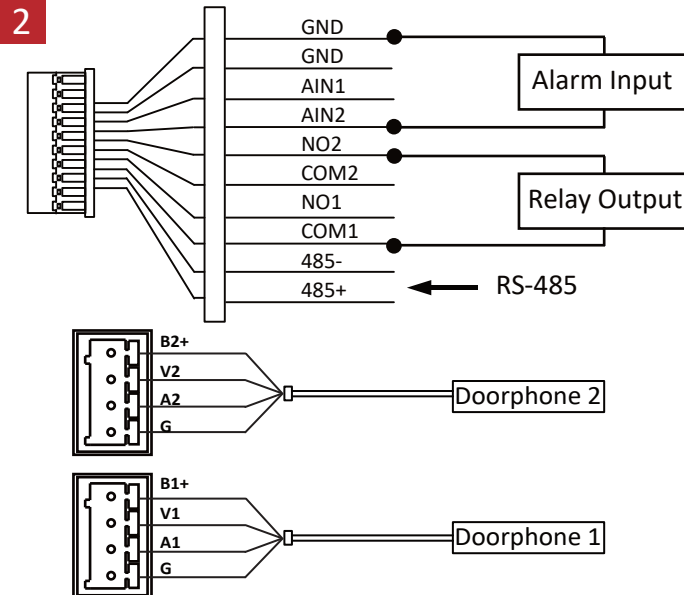 2
GND
GND
AIN1
AIN2
NO2
COM2
NO1
COM1
485-
485+
Alarm Input
Relay Output
RS-485
B2+
V2
A2
G
Doorphone 2
B1+
V1
A1
G
Doorphone 1